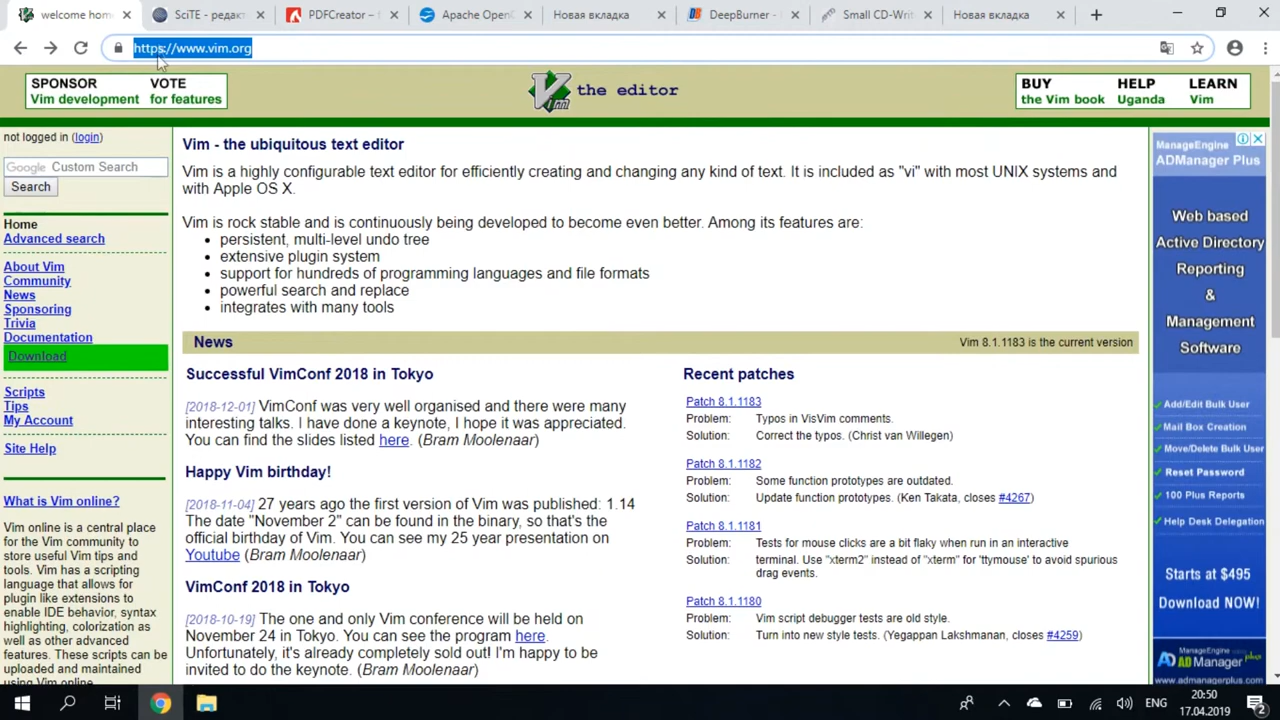 welcome home
SciTE - редакт
PDFCreator –
Apache OpenO
Новая вкладка
DeepBurner -
Small CD-Writ
Новая вкладка
https://www.vim.org
SPONSOR
Vim development
VOTE
for features
the editor
BUY
the Vim book
HELP
Uganda
LEARN
Vim
not logged in (login)
Google Custom Search
Search
Home
Advanced search
About Vim
Community
News
Sponsoring
Trivia
Documentation
Download
Scripts
Tips
My Account
Site Help
What is Vim online?
Vim online is a central place
for the Vim community to
store useful Vim tips and
tools. Vim has a scripting
language that allows for
plugin like extensions to
enable IDE behavior, syntax
highlighting, colorization as
well as other advanced
features. These scripts can be
uploaded and maintained
using Vim online.
Vim - the ubiquitous text editor
Vim is a highly configurable text editor for efficiently creating and changing any kind of text. It is included as "vi" with most UNIX systems and
with Apple OS X.
Vim is rock stable and is continuously being developed to become even better. Among its features are:
• persistent, multi-level undo tree
• extensive plugin system
• support for hundreds of programming languages and file formats
• powerful search and replace
• integrates with many tools
News
Vim 8.1.1183 is the current version
Successful VimConf 2018 in Tokyo
[2018-12-01] VimConf was very well organised and there were many
interesting talks. I have done a keynote, I hope it was appreciated.
You can find the slides listed here. (Bram Moolenaar)
Happy Vim birthday!
[2018-11-04] 27 years ago the first version of Vim was published: 1.14
The date "November 2" can be found in the binary, so that's the
official birthday of Vim. You can see my 25 year presentation on
Youtube (Bram Moolenaar)
VimConf 2018 in Tokyo
[2018-10-19] The one and only Vim conference will be held on
November 24 in Tokyo. You can see the program here.
Unfortunately, it's already completely sold out! I'm happy to be
invited to do the keynote. (Bram Moolenaar)
Recent patches
Patch 8.1.1183
Problem: Typos in VisVim comments.
Solution: Correct the typos. (Christ van Willegen)
Patch 8.1.1182
Problem: Some function prototypes are outdated.
Solution: Update function prototypes. (Ken Takata, closes #4267)
Patch 8.1.1181
Problem: Tests for mouse clicks are a bit flaky when run in an interactive
Solution: terminal. Use "xterm2" instead of "xterm" for 'ttymouse' to avoid spurious
drag events.
Patch 8.1.1180
Problem: Vim script debugger tests are old style.
Solution: Turn into new style tests. (Yegappan Lakshmanan, closes #4259)
ManageEngine
ADManager Plus
Web based
Active Directory
Reporting
&
Management
Software
Add/Edit Bulk User
Mail Box Creation
Move/Delete Bulk User
Reset Password
100 Plus Reports
Help Desk Delegation
Starts at $495
Download NOW!
ManageEngine
ADManager plus
www.admanagerplus.com
ENG
20:50
17.04.2019
2